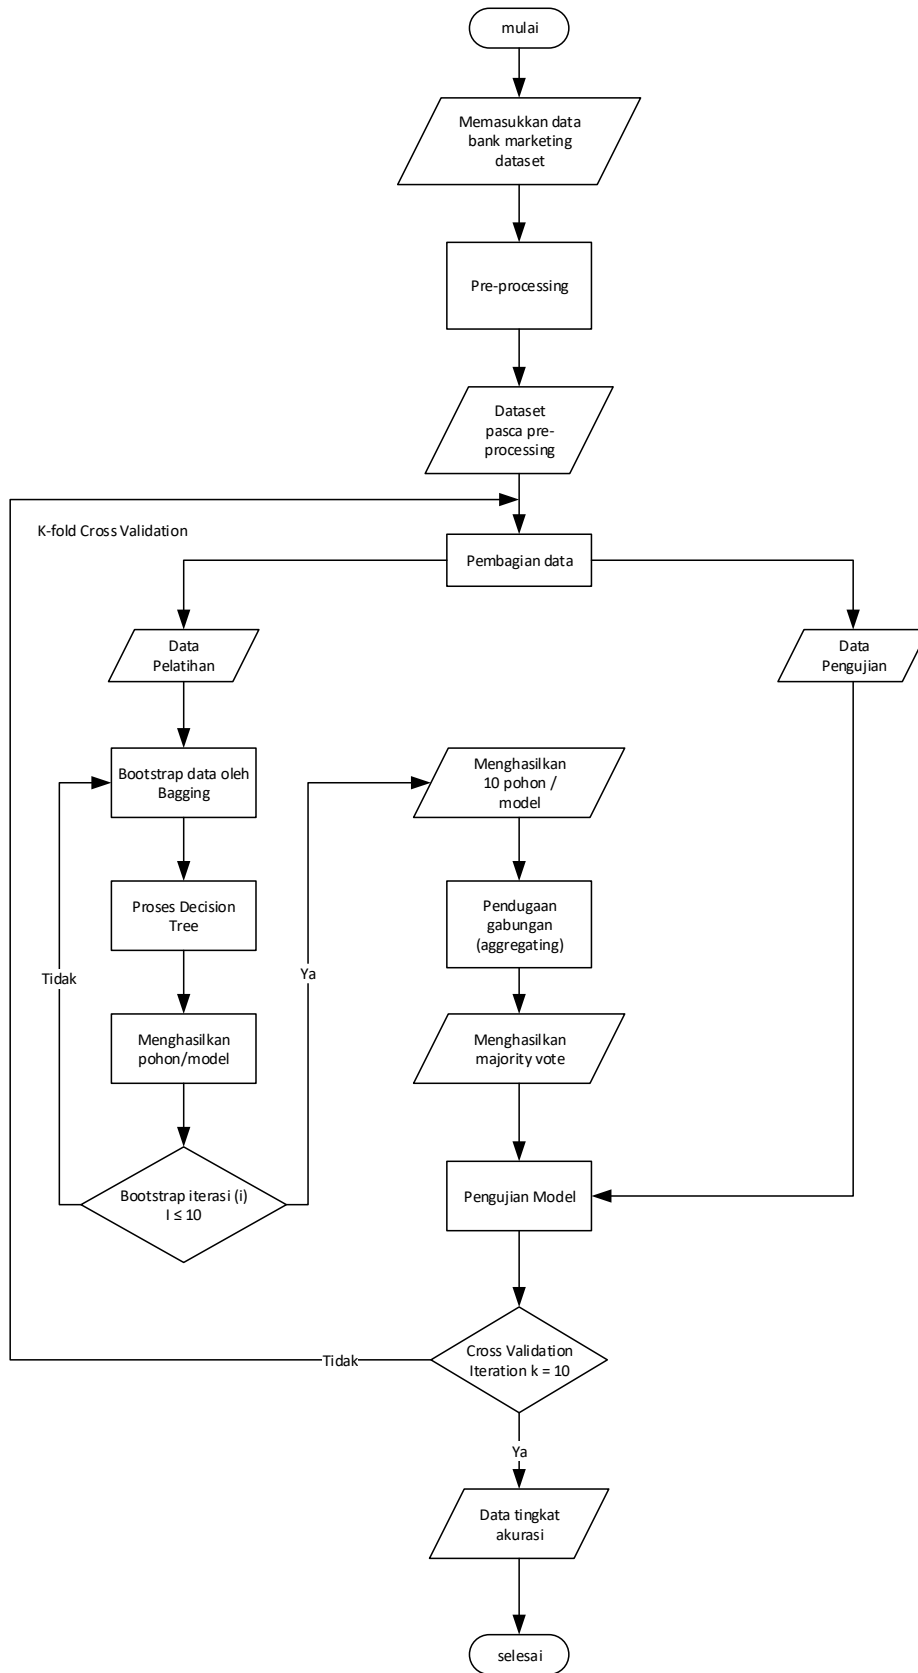 mulai
Memasukkan data
bank marketing
dataset
Pre-processing
Dataset
pasca pre-
processing
K-fold Cross Validation
Pembagian data
Data
Pelatihan
Data
Pengujian
Bootstrap data oleh
Bagging
Menghasilkan
10 pohon /
model
Proses Decision
Tree
Pendugaan
gabungan
(aggregating)
Tidak
Ya
Menghasilkan
pohon/model
Menghasilkan
majority vote
Bootstrap iterasi (i)
I ≤ 10
Pengujian Model
Cross Validation
Iteration k = 10
Tidak
Ya
Data tingkat
akurasi
selesai